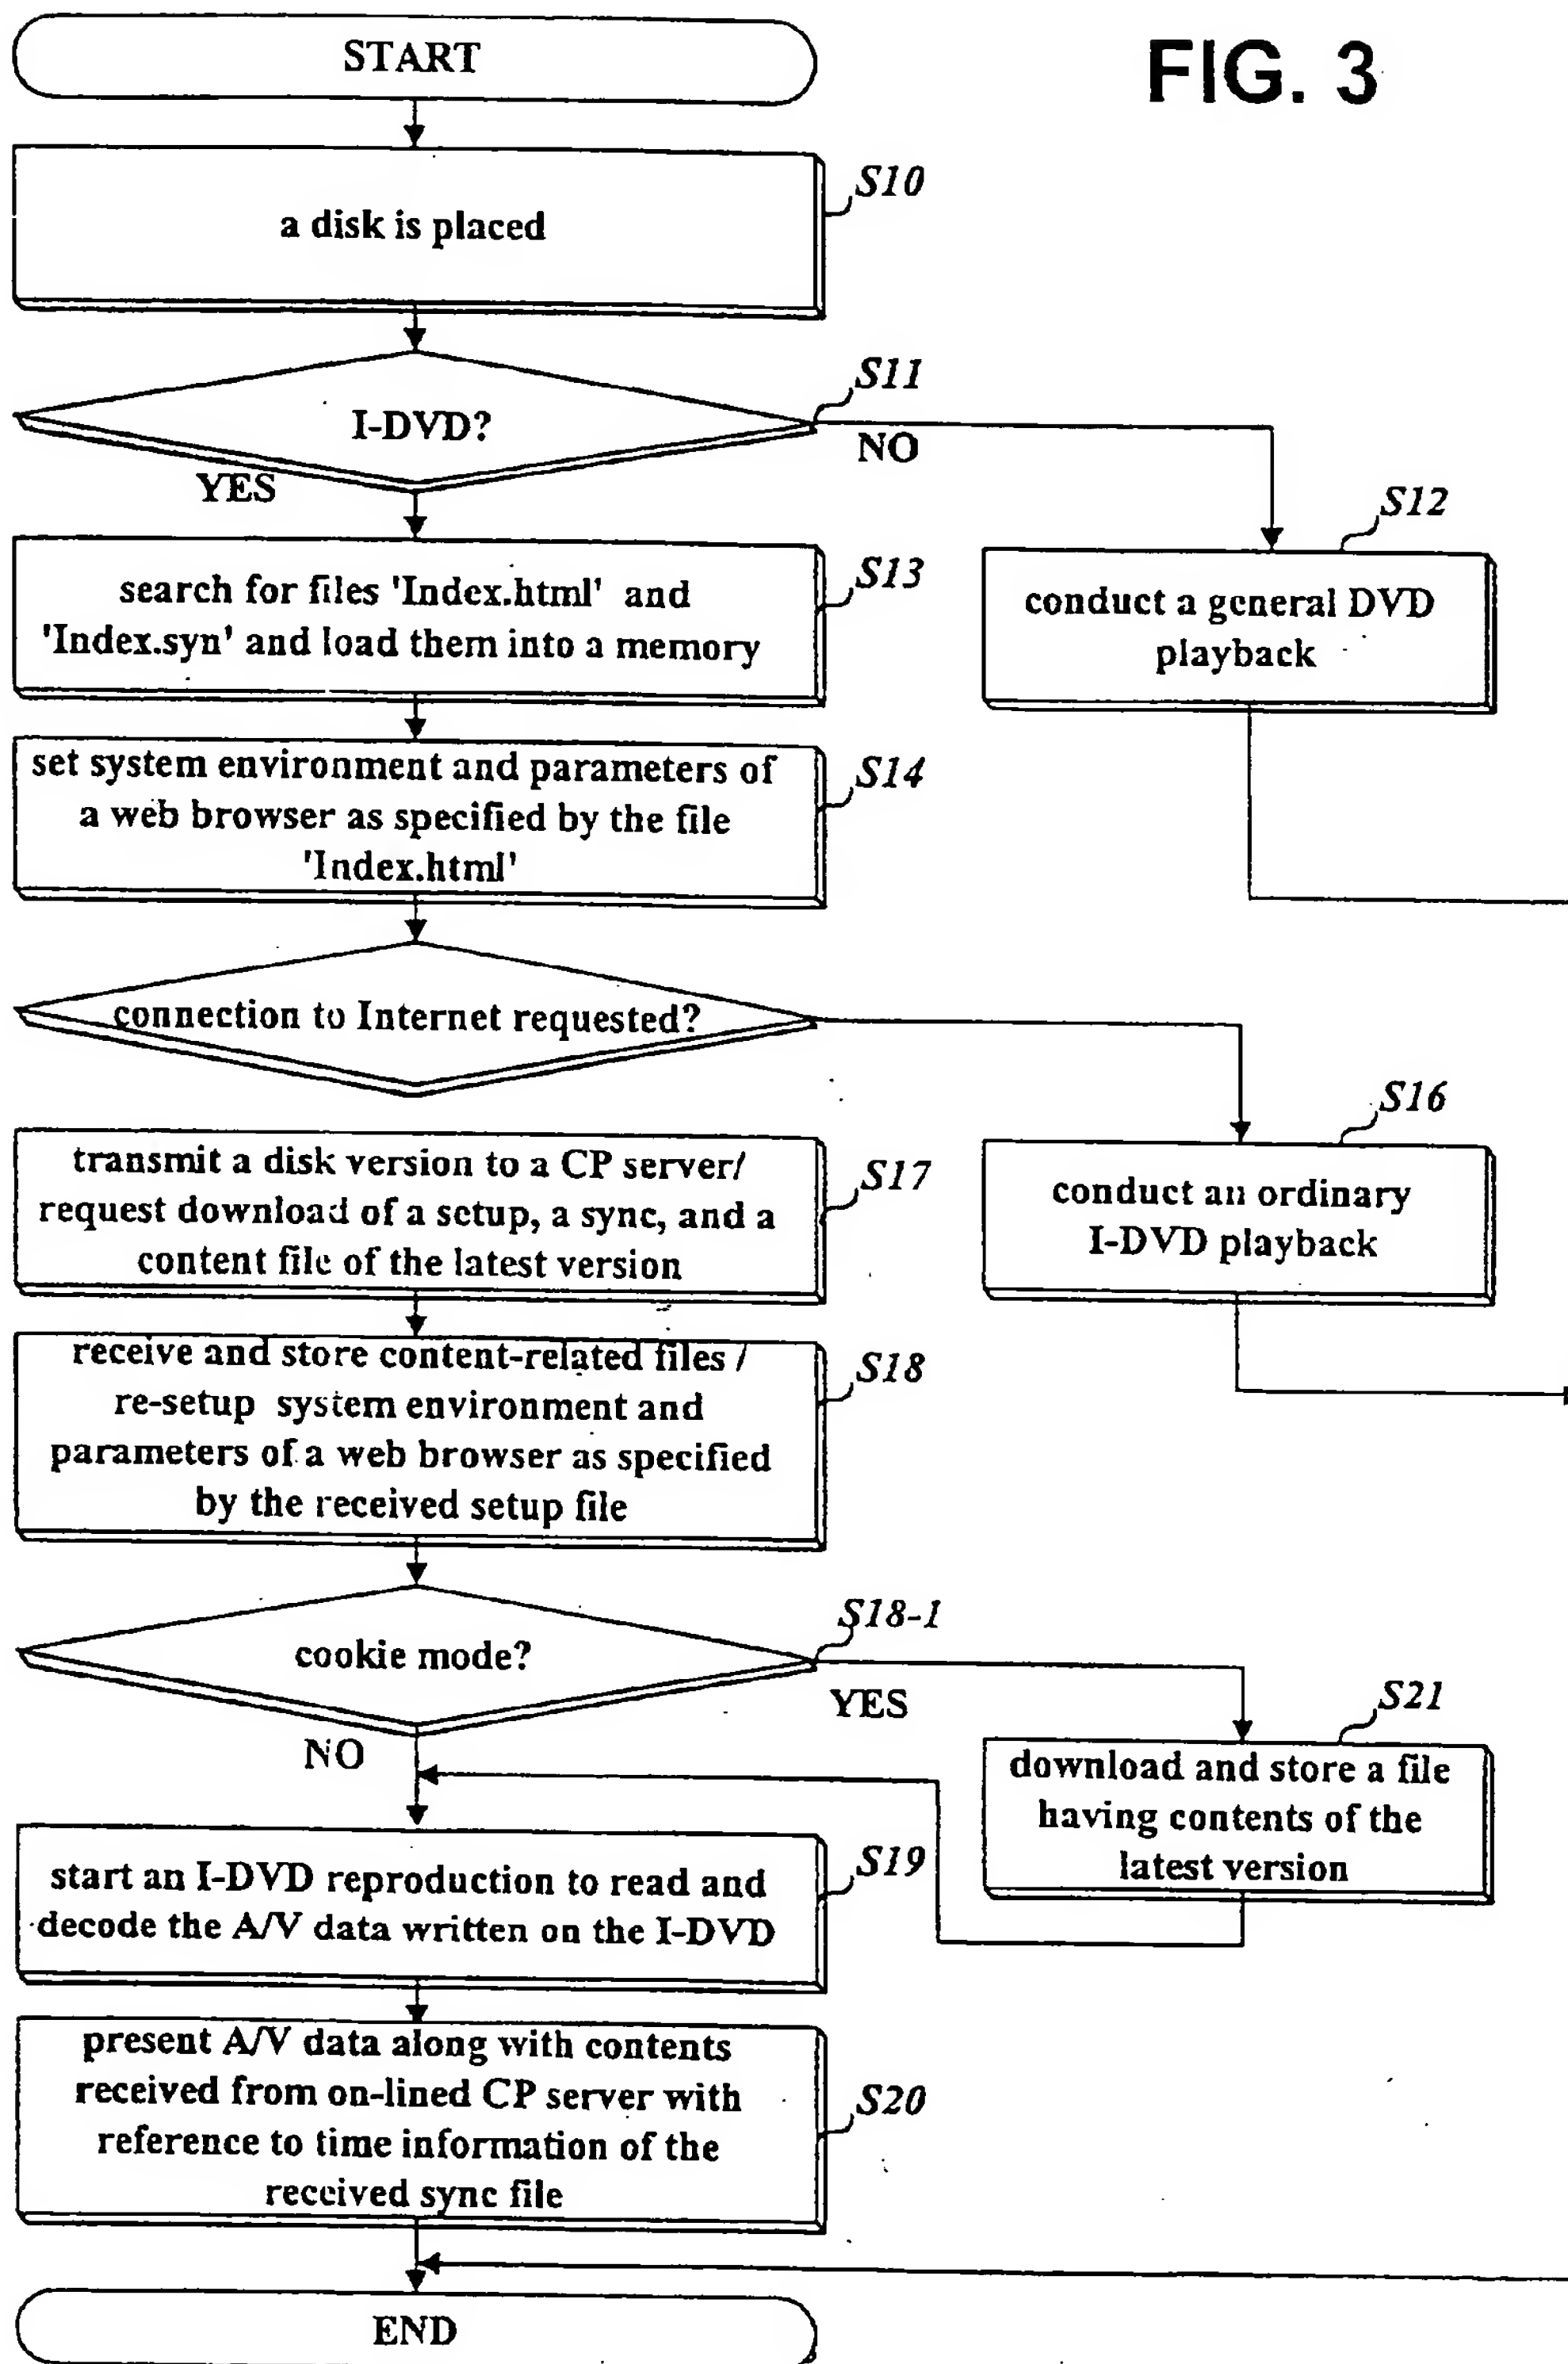 FIG. 3
START
a disk is placed
S10
I-DVD?
S11
NO
YES
S12
conduct a general DVD
playback
search for files 'Index.html' and
'Index.syn' and load them into a memory
S13
set system environment and parameters of
a web browser as specified by the file
'Index.html'
S14
connection to Internet requested?
S16
conduct an ordinary
I-DVD playback
transmit a disk version to a CP server/
request download of a setup, a sync, and a
content file of the latest version
S17
receive and store content-related files /
re-setup system environment and
parameters of a web browser as specified
by the received setup file
S18
cookie mode?
S18-1
YES
NO
S21
download and store a file
having contents of the
latest version
start an I-DVD reproduction to read and
decode the A/V data written on the I-DVD
S19
present A/V data along with contents
received from on-lined CP server with
reference to time information of the
received sync file
S20
END